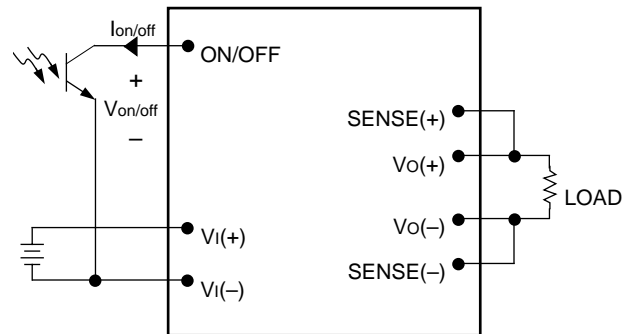 Ion/off
ON/OFF
+
Von/off
–
SENSE(+)
VO(+)
LOAD
VI(+)
VO(–)
VI(–)
SENSE(–)